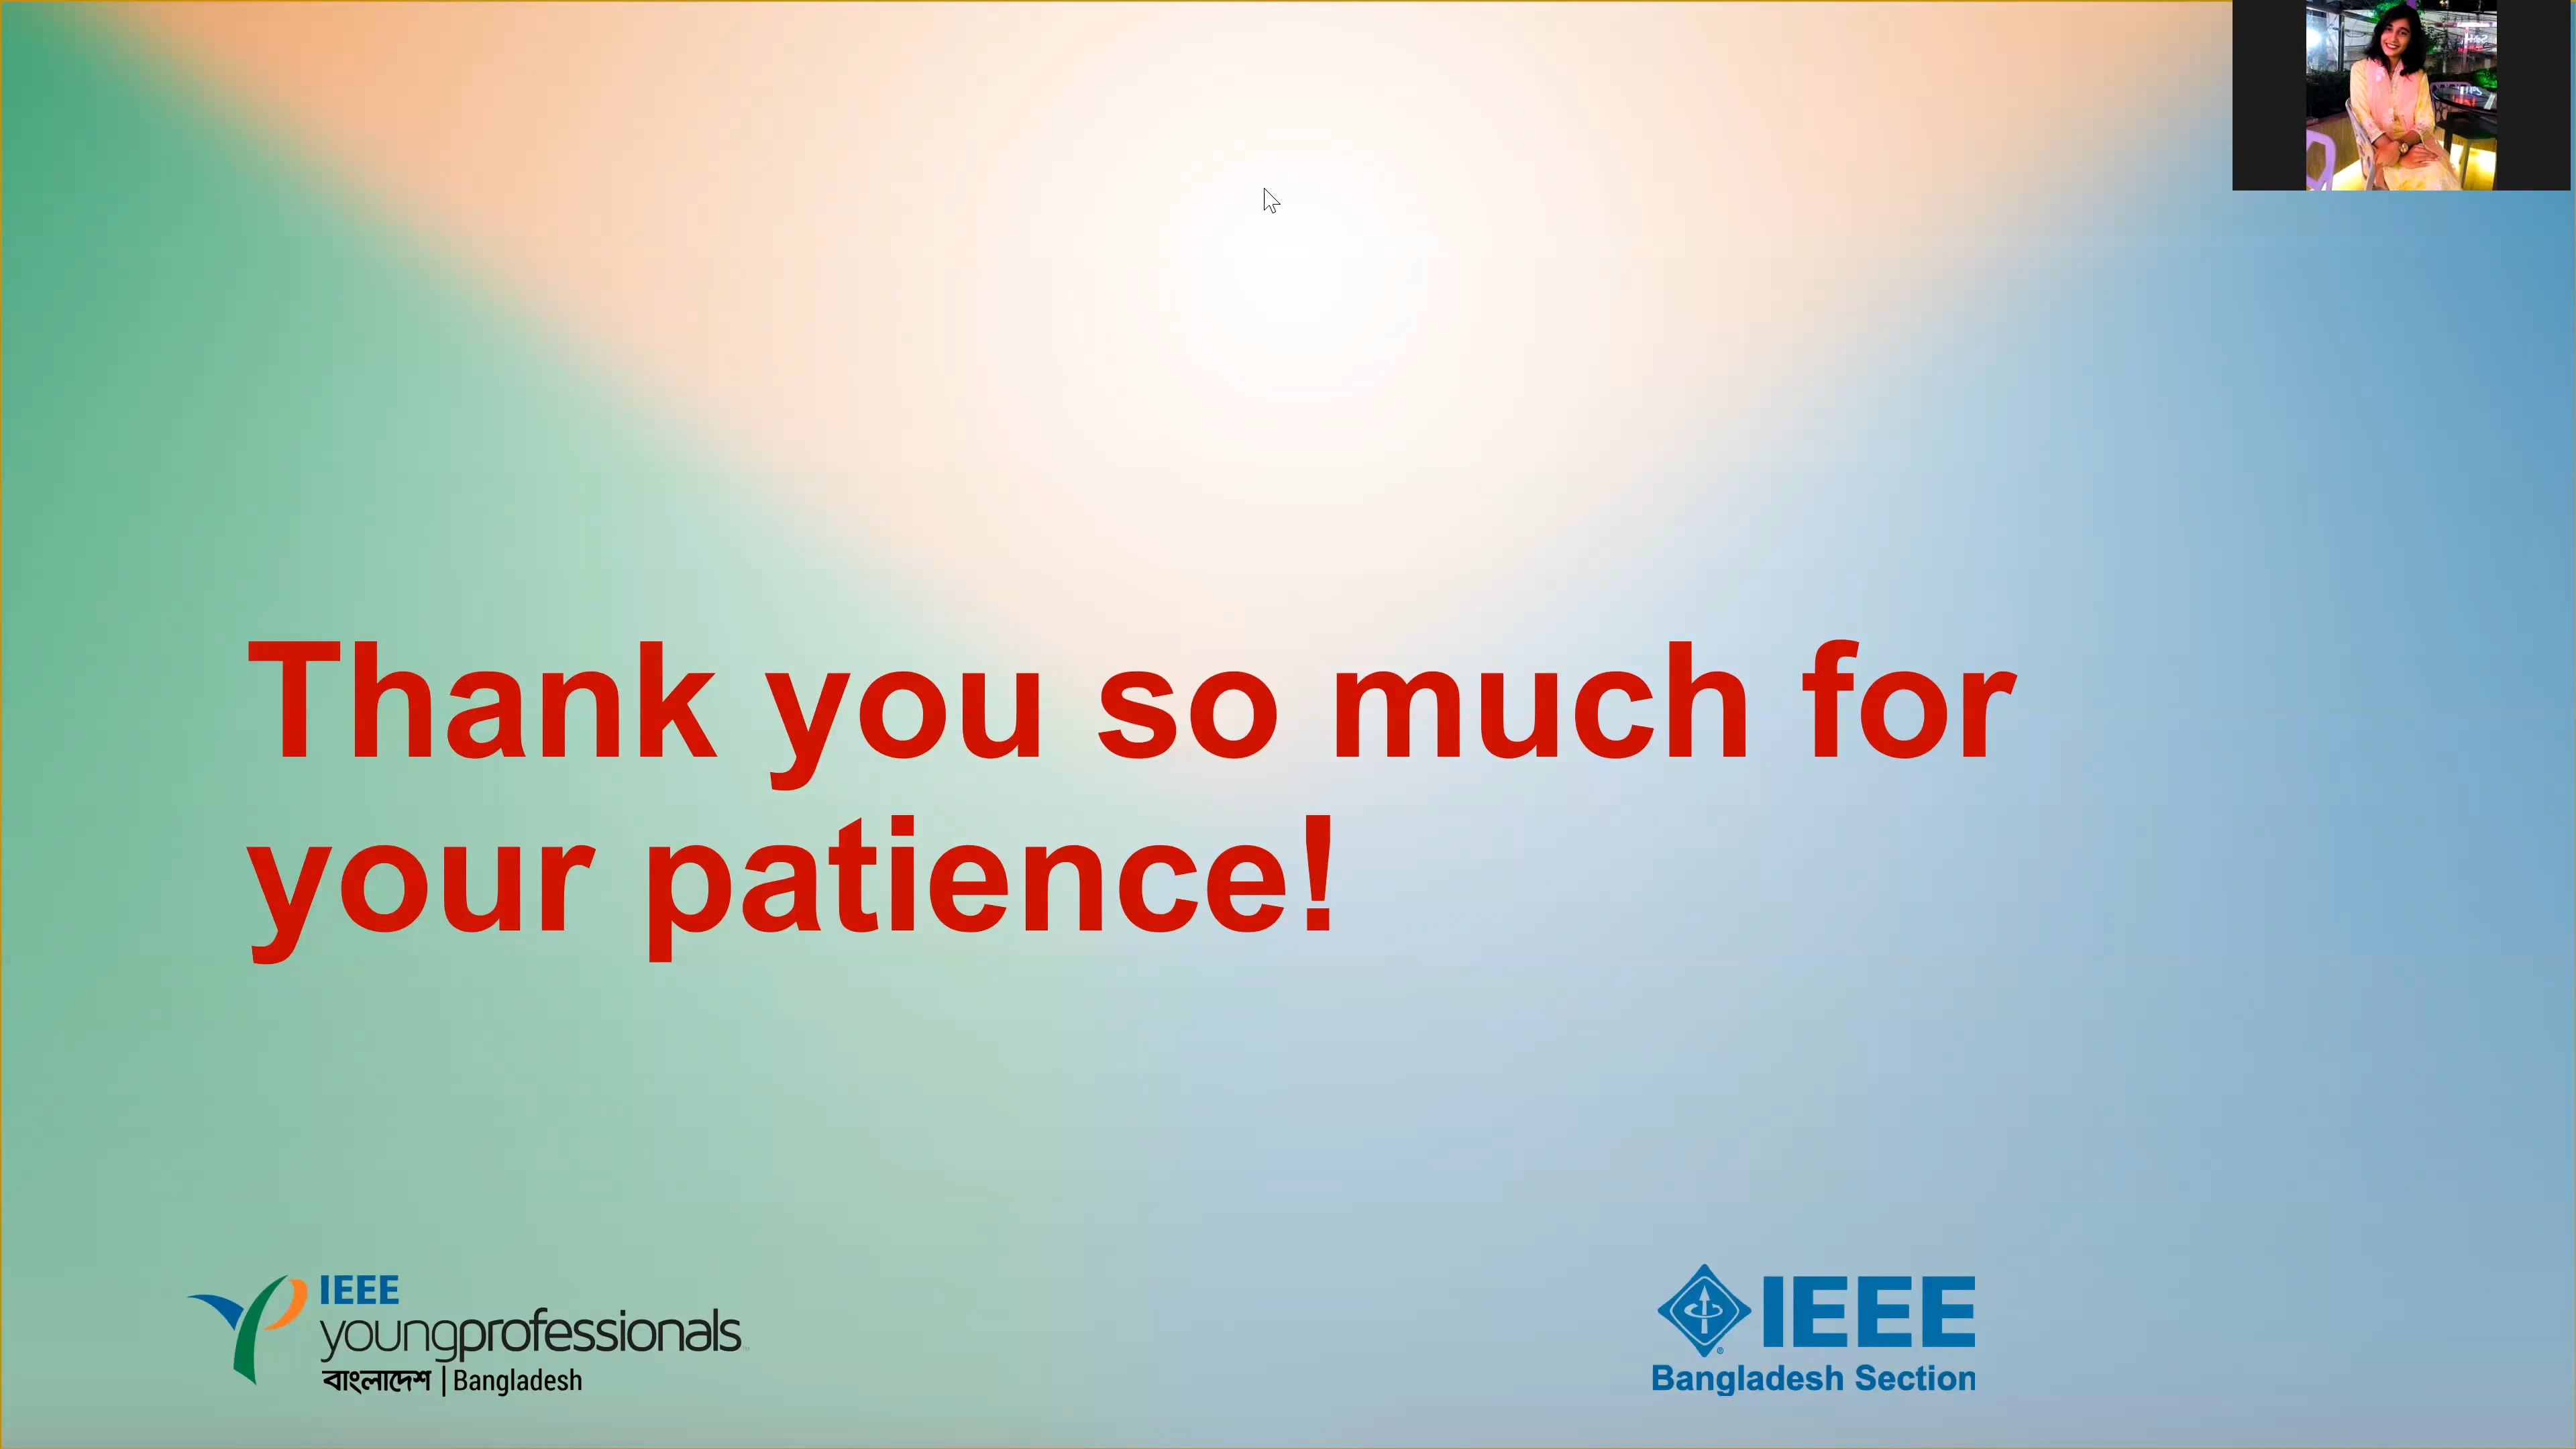 Thank you so much for
your patience!
IEEE
youngprofessionals
বাংলাদেশ | Bangladesh
IEEE
Bangladesh Section